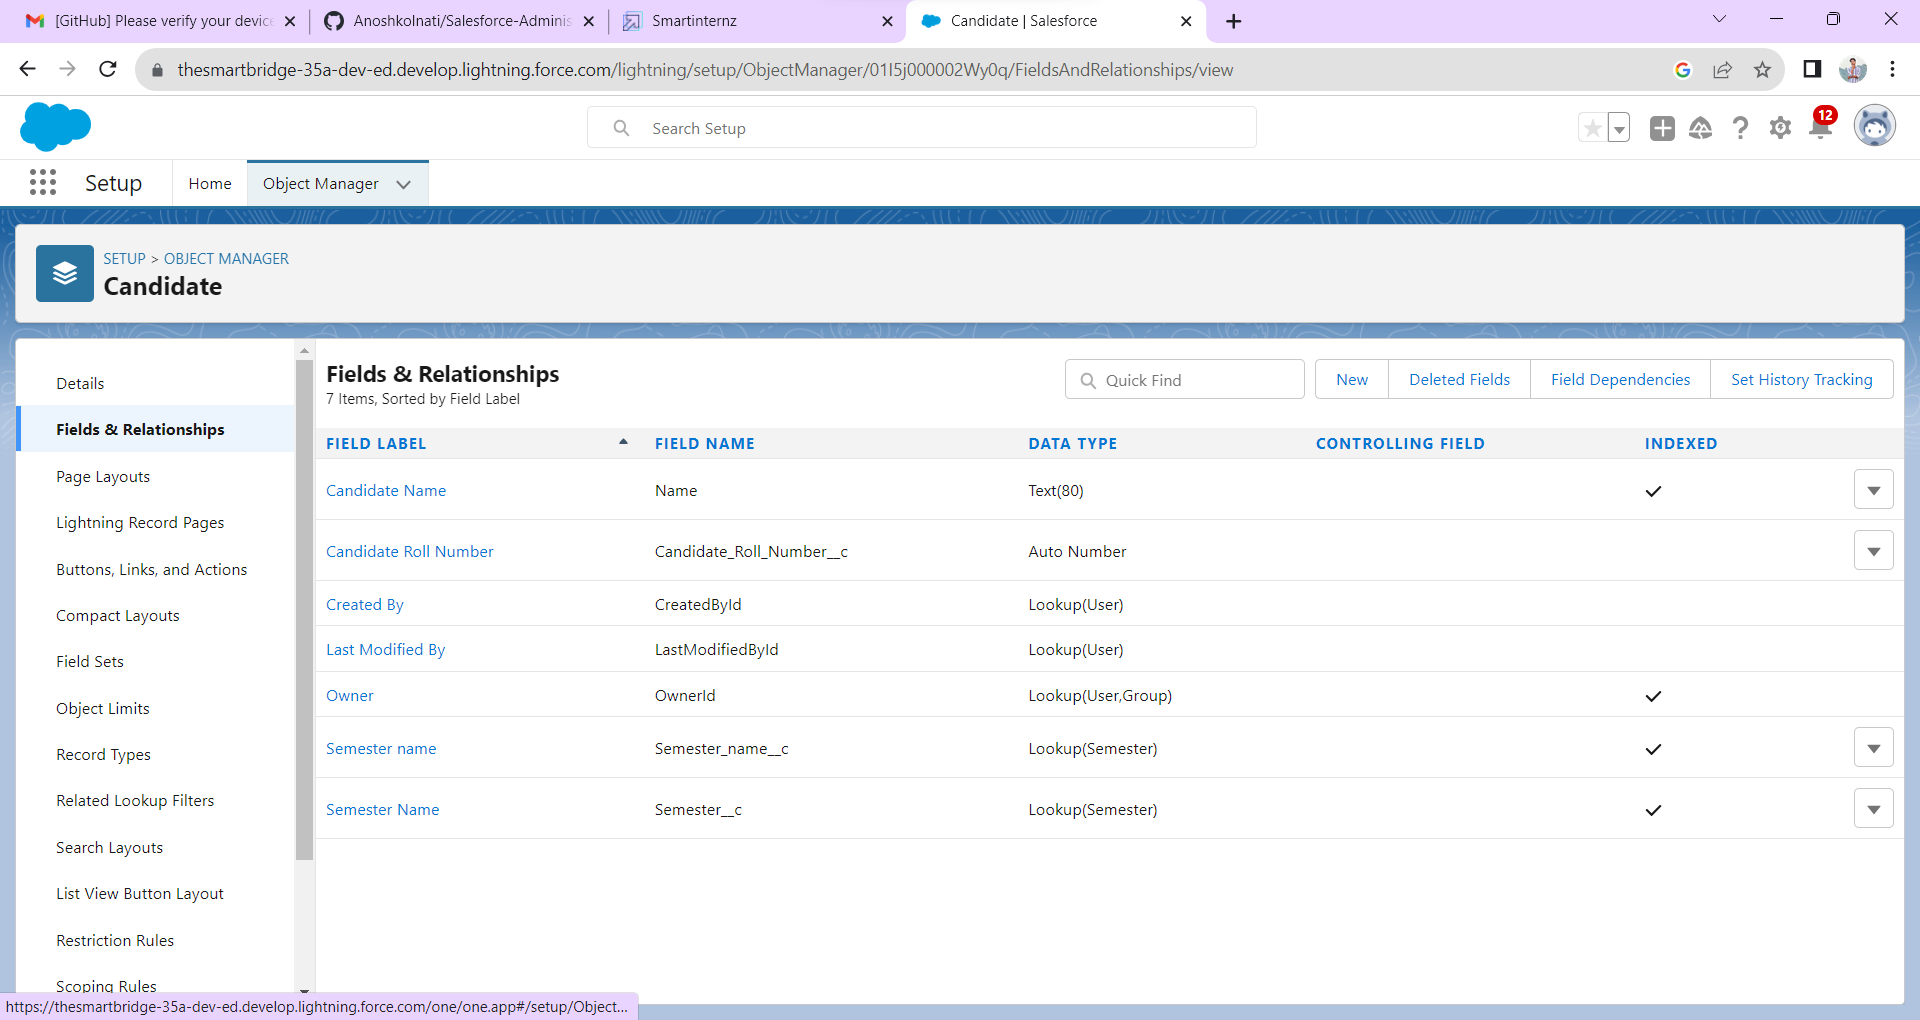 [GitHub] Please verify your device
Anoshkolnati/Salesforce-Adminis
Smartinternz
Candidate | Salesforce
thesmartbridge-35a-dev-ed.develop.lightning.force.com/lightning/setup/ObjectManager/01I5j000002Wy0q/FieldsAndRelationships/view
Search Setup
12
Setup
Home
Object Manager
SETUP > OBJECT MANAGER
Candidate
Details
Fields & Relationships
Page Layouts
Lightning Record Pages
Buttons, Links, and Actions
Compact Layouts
Field Sets
Object Limits
Record Types
Related Lookup Filters
Search Layouts
List View Button Layout
Restriction Rules
Scoping Rules
Fields & Relationships
7 Items, Sorted by Field Label
Quick Find
New
Deleted Fields
Field Dependencies
Set History Tracking
FIELD LABEL FIELD NAME DATA TYPE CONTROLLING FIELD INDEXED
Candidate Name Name Text(80)
Candidate Roll Number Candidate_Roll_Number__c Auto Number
Created By CreatedById Lookup(User)
Last Modified By LastModifiedById Lookup(User)
Owner OwnerId Lookup(User,Group)
Semester name Semester_name__c Lookup(Semester)
Semester Name Semester__c Lookup(Semester)
https://thesmartbridge-35a-dev-ed.develop.lightning.force.com/one/one.app#/setup/Object...